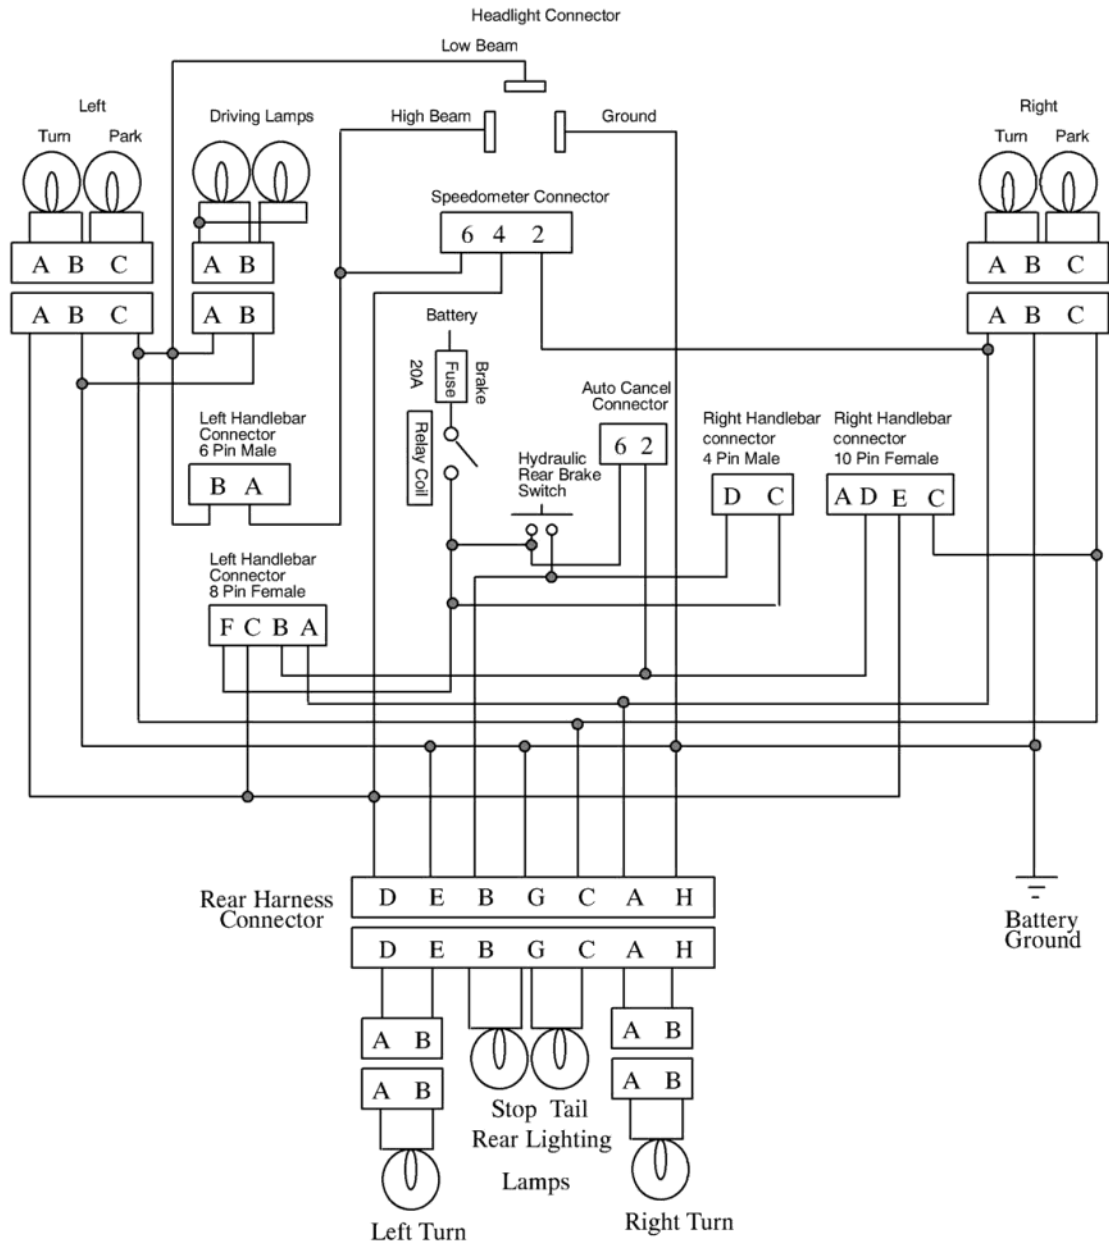 Headlight Connector
Low Beam
Left
Driving Lamps
High Beam
Ground
Right
Turn Park
Turn Park
Speedometer Connector
6 4 2
A B C
A B
A B C
A B C
A B
A B C
Battery
Fuse
Brake
20A
Relay Coil
Auto Cancel
Connector
6 2
Left Handlebar
Connector
6 Pin Male
B A
Hydraulic
Rear Brake
Switch
Right Handlebar
connector
4 Pin Male
D C
Right Handlebar
connector
10 Pin Female
A D E C
Left Handlebar
Connector
8 Pin Female
F C B A
Rear Harness
Connector
D E B G C A H
D E B G C A H
Battery
Ground
A B
A B
A B
A B
Stop Tail
Rear Lighting
Lamps
Left Turn
Right Turn